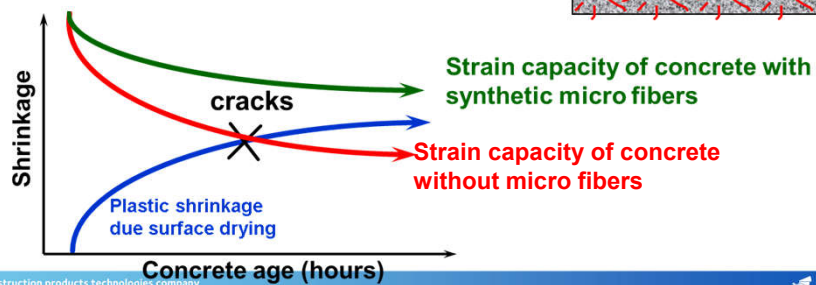 Strain capacity of concrete with
synthetic micro fibers
cracks
Shrinkage
Strain capacity of concrete
without micro fibers
Plastic shrinkage
due surface drying
Concrete age (hours)
struction products technologies company